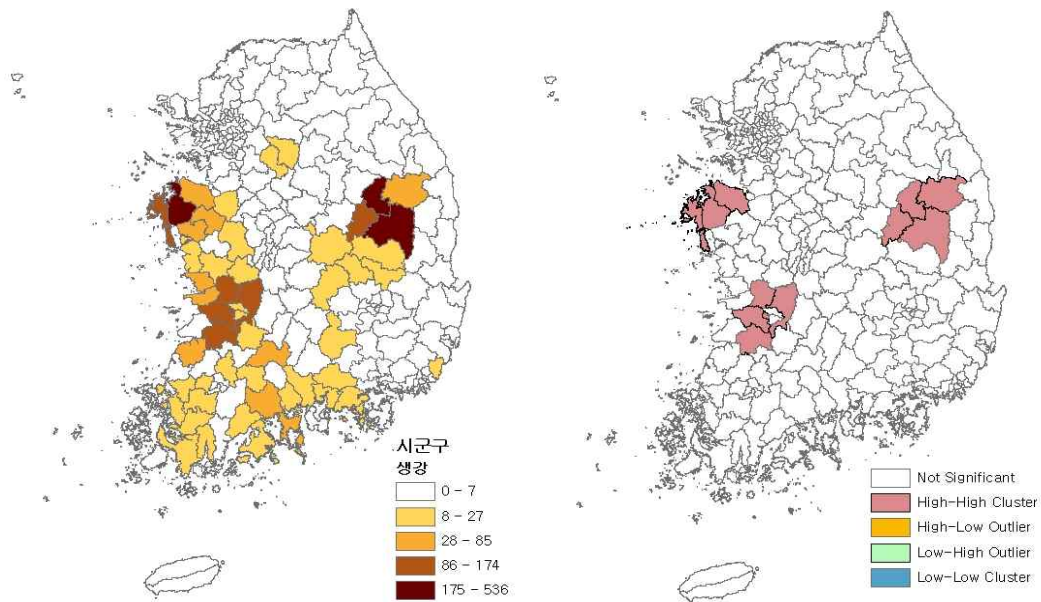 시군구
생강
0 - 7
8 - 27
28 - 85
86 - 174
175 - 536
Not Significant
High-High Cluster
High-Low Outlier
Low-High Outlier
Low-Low Cluster